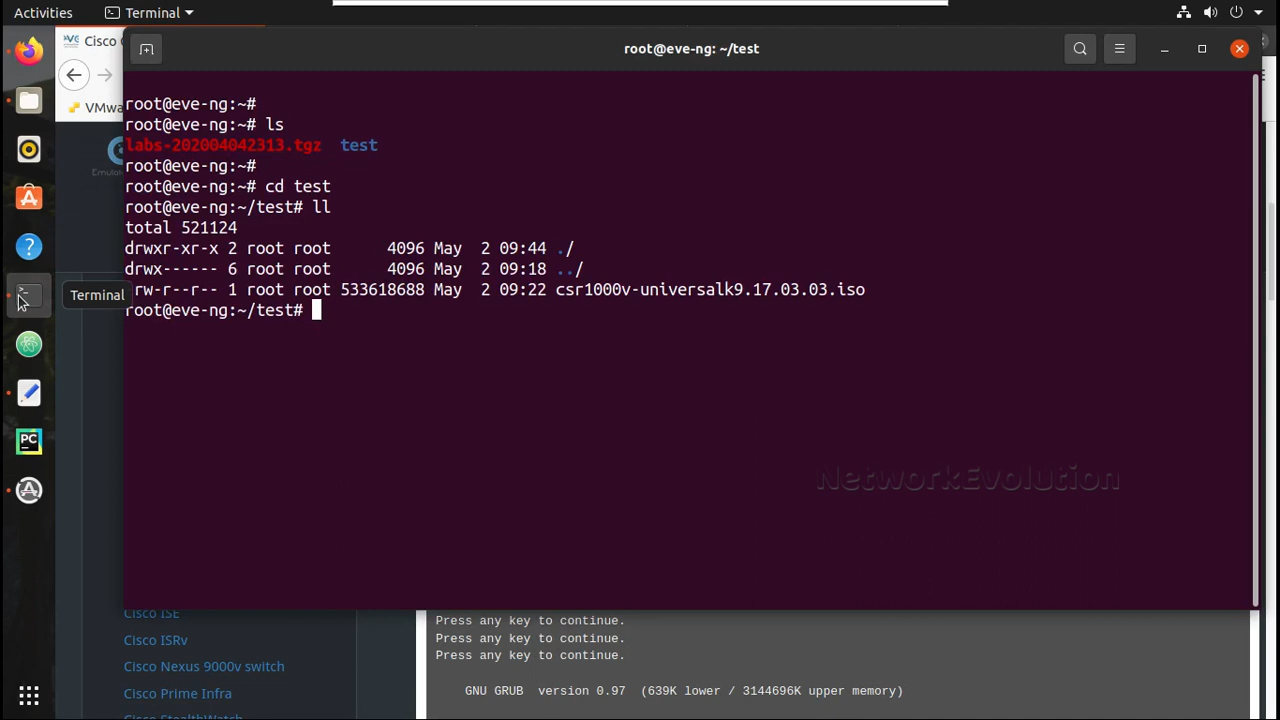 Activities
Terminal
Cisco
root@eve-ng: ~/test
VMwa
Emula
root@eve-ng:~#
root@eve-ng:~# ls
labs-202004042313.tgz test
root@eve-ng:~#
root@eve-ng:~# cd test
root@eve-ng:~/test# ll
total 521124
drwxr-xr-x 2 root root 4096 May 2 09:44 ./
drwx------ 6 root root 4096 May 2 09:18 ../
-rw-r--r-- 1 root root 533618688 May 2 09:22 csr1000v-universalk9.17.03.03.iso
Terminal
root@eve-ng:~/test#
PC
NetworkEvolution
Cisco ISE
Cisco ISRv
Cisco Nexus 9000v switch
Cisco Prime Infra
Cisco StealthWatch
Press any key to continue.
Press any key to continue.
Press any key to continue.
GNU GRUB version 0.97 (639K lower / 3144696K upper memory)